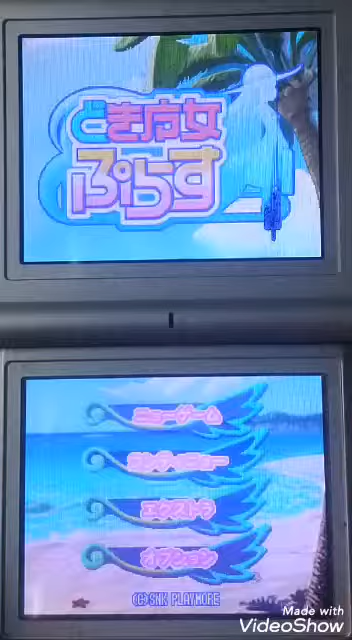 どき魔女
ぷらす
ニューゲーム
コンティニュー
エクストラ
オプション
(C)SNK PLAYMORE
Made with
VideoShow